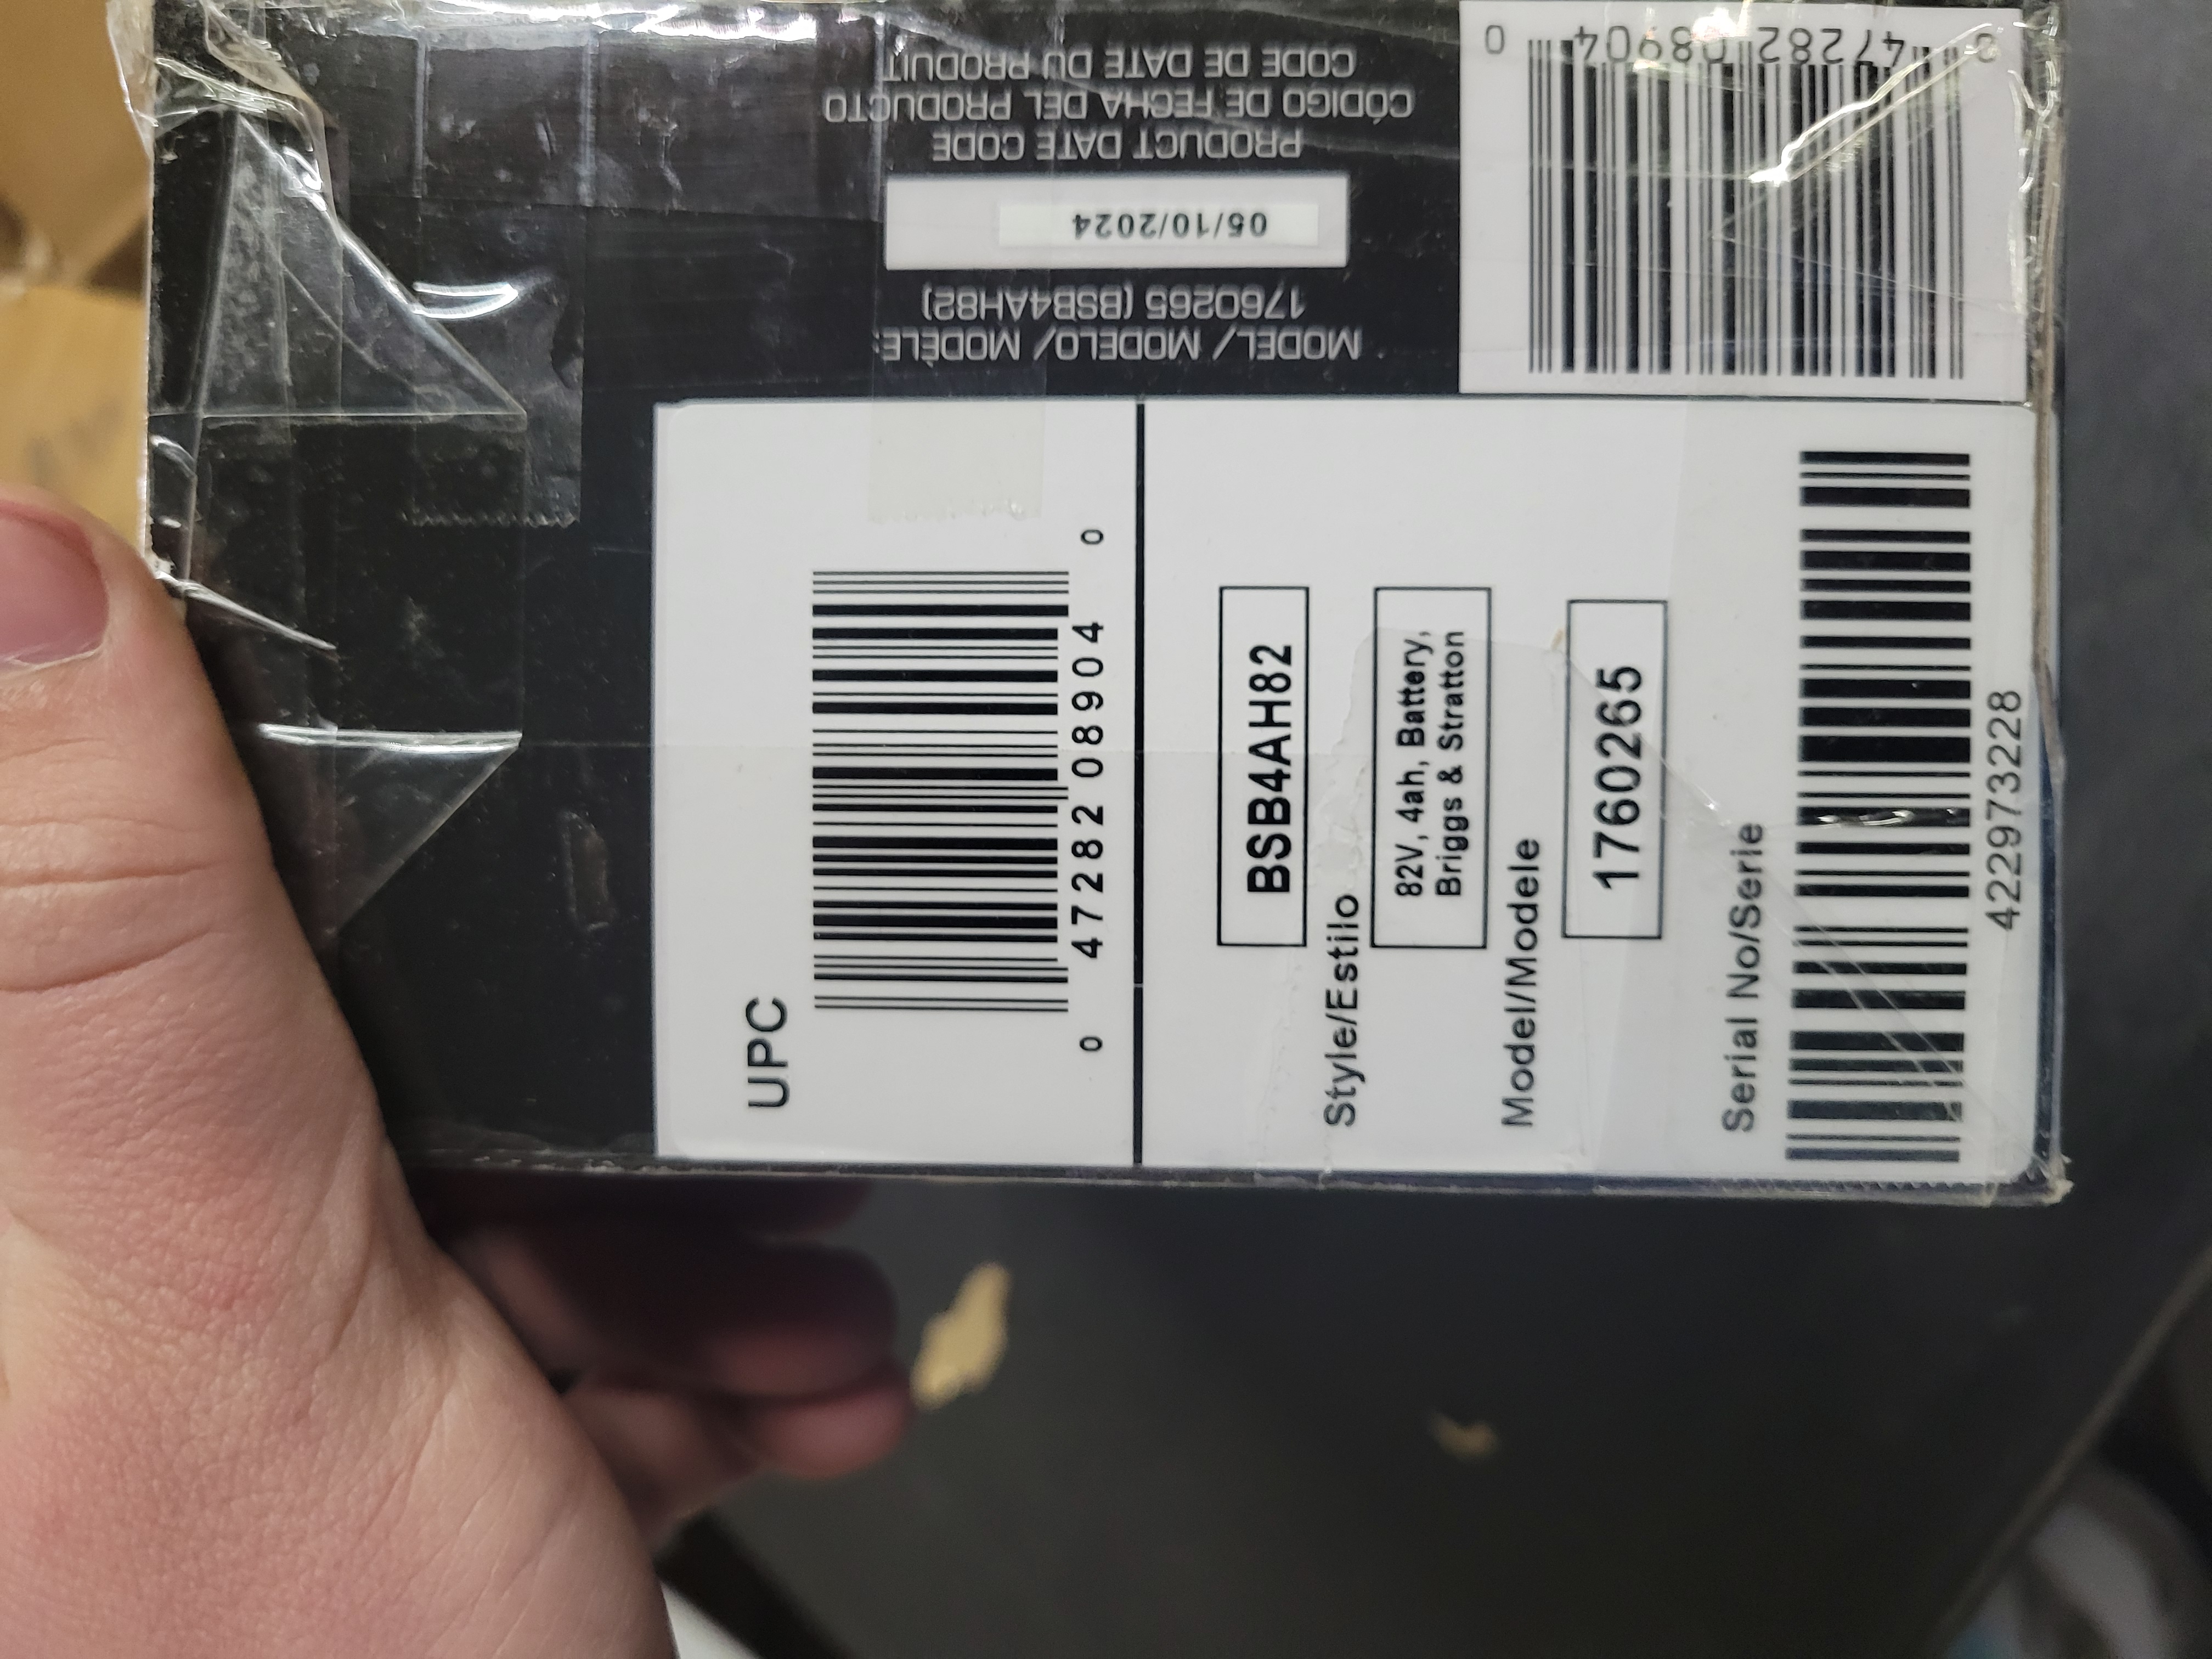 CODE DE DATE DU PRODUIT
CÓDIGO DE FECHA DEL PRODUCTO
PRODUCT DATE CODE
05/10/2024
1760265 (BSB4AH82)
MODEL/ MODELO/ MODÈLE:
0 47282 08904 0
UPC
0 47282 08904 0
BSB4AH82
Style/Estilo
82V, 4ah, Battery,
Briggs & Stratton
Model/Modele
1760265
Serial No/Serie
422973228